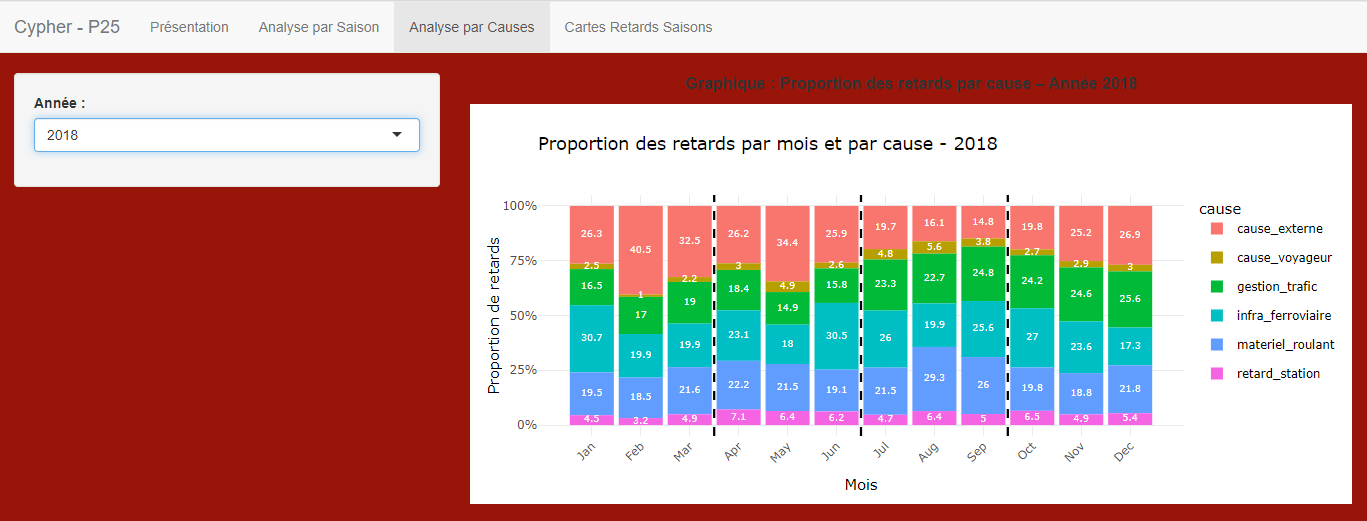 Cypher - P25 Présentation Analyse par Saison Analyse par Causes Cartes Retards Saisons
Année :
2018
Graphique : Proportion des retards par cause – Année 2018
Proportion des retards par mois et par cause - 2018
Proportion de retards
100%
75%
50%
25%
0%
26.3 40.5 32.5 26.2 34.4 25.9 19.7 16.1 14.8 19.8 25.2 26.9
2.5 1 2.2 3 4.9 2.6 4.8 5.6 3.8 2.7 2.9 3
16.5 17 19 18.4 14.9 15.8 23.3 22.7 24.8 24.2 24.6 25.6
30.7 19.9 19.9 23.1 18 30.5 26 19.9 25.6 27 23.6 17.3
19.5 18.5 21.6 22.2 21.5 19.1 21.5 29.3 26 19.8 18.8 21.8
4.5 3.2 4.9 7.1 6.4 6.2 4.7 6.4 5 6.5 4.9 5.4
Jan Feb Mar Apr May Jun Jul Aug Sep Oct Nov Dec
Mois
cause
cause_externe
cause_voyageur
gestion_trafic
infra_ferroviaire
materiel_roulant
retard_station